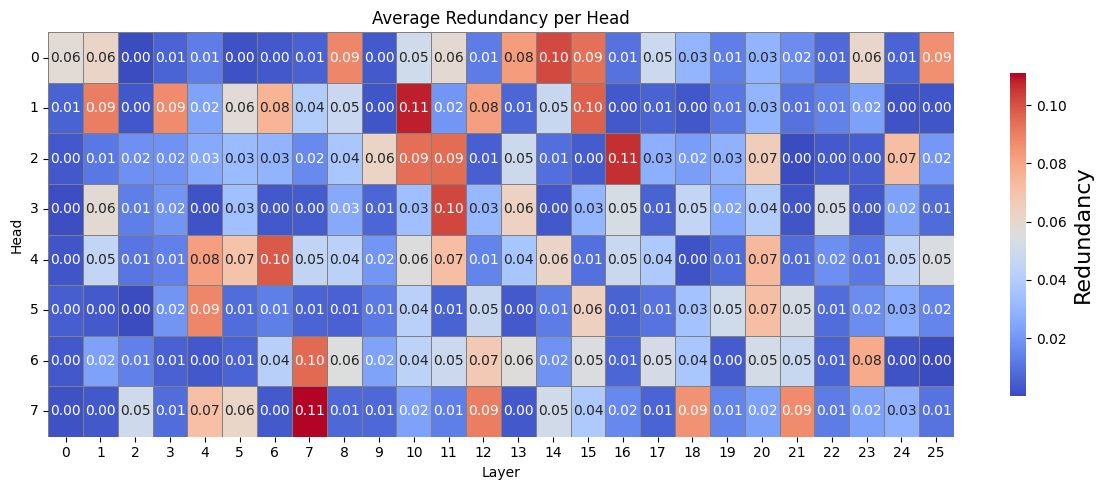 Average Redundancy per Head
0 0.06 0.06 0.00 0.01 0.01 0.00 0.00 0.01 0.09 0.00 0.05 0.06 0.01 0.08 0.10 0.09 0.01 0.05 0.03 0.01 0.03 0.02 0.01 0.06 0.01 0.09
1 0.01 0.09 0.00 0.09 0.02 0.06 0.08 0.04 0.05 0.00 0.11 0.02 0.08 0.01 0.05 0.10 0.00 0.01 0.00 0.01 0.03 0.01 0.01 0.02 0.00 0.00
2 0.00 0.01 0.02 0.02 0.03 0.03 0.03 0.02 0.04 0.06 0.09 0.09 0.01 0.05 0.01 0.00 0.11 0.03 0.02 0.03 0.07 0.00 0.00 0.00 0.07 0.02
3 0.00 0.06 0.01 0.02 0.00 0.03 0.00 0.00 0.03 0.01 0.03 0.10 0.03 0.06 0.00 0.03 0.05 0.01 0.05 0.02 0.04 0.00 0.05 0.00 0.02 0.01
4 0.00 0.05 0.01 0.01 0.08 0.07 0.10 0.05 0.04 0.02 0.06 0.07 0.01 0.04 0.06 0.01 0.05 0.04 0.00 0.01 0.07 0.01 0.02 0.01 0.05 0.05
5 0.00 0.00 0.00 0.02 0.09 0.01 0.01 0.01 0.01 0.01 0.04 0.01 0.05 0.00 0.01 0.06 0.01 0.01 0.03 0.05 0.07 0.05 0.01 0.02 0.03 0.02
6 0.00 0.02 0.01 0.01 0.00 0.01 0.04 0.10 0.06 0.02 0.04 0.05 0.07 0.06 0.02 0.05 0.01 0.05 0.04 0.00 0.05 0.05 0.01 0.08 0.00 0.00
7 0.00 0.00 0.05 0.01 0.07 0.06 0.00 0.11 0.01 0.01 0.02 0.01 0.09 0.00 0.05 0.04 0.02 0.01 0.09 0.01 0.02 0.09 0.01 0.02 0.03 0.01
0 1 2 3 4 5 6 7 8 9 10 11 12 13 14 15 16 17 18 19 20 21 22 23 24 25
Layer
Head
0.10
0.08
0.06
0.04
0.02
Redundancy